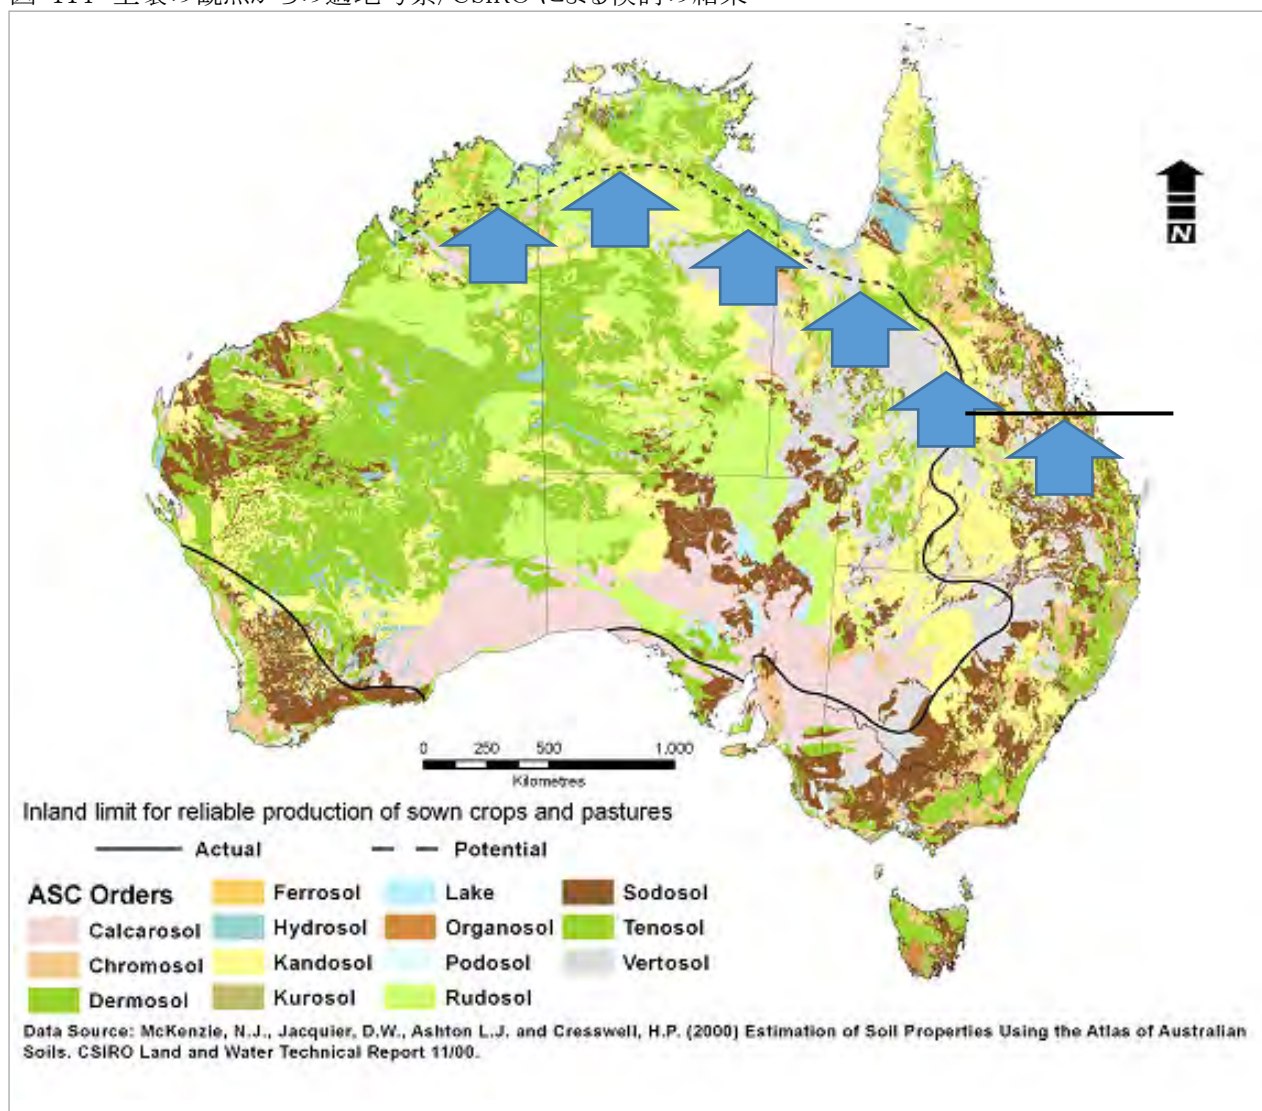 N
0 250 500 1,000
Kilometres
Inland limit for reliable production of sown crops and pastures
Actual Potential
ASC Orders Ferrosol Lake Sodosol
Calcarosol Hydrosol Organosol Tenosol
Chromosol Kandosol Podosol Vertosol
Dermosol Kurosol Rudosol
Data Source: McKenzie, N.J., Jacquier, D.W., Ashton L.J. and Cresswell, H.P. (2000) Estimation of Soil Properties Using the Atlas of Australian
Soils. CSIRO Land and Water Technical Report 11/00.